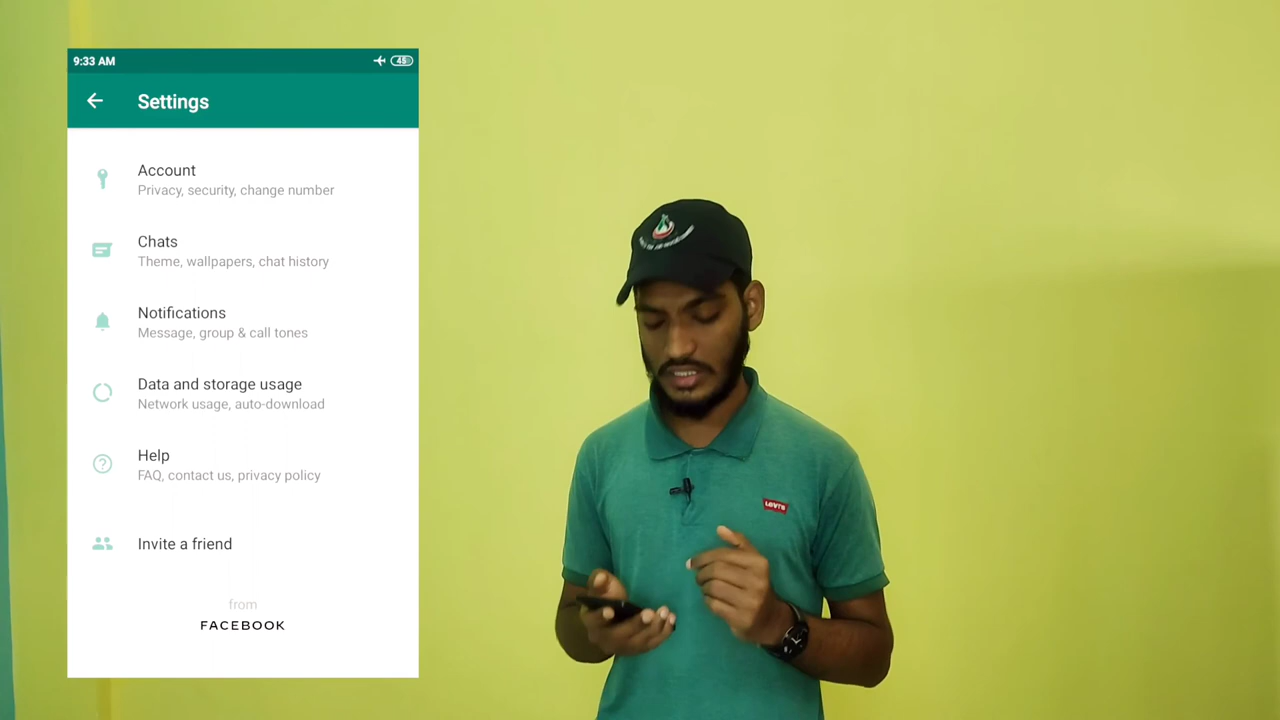 9:33 AM
45
Settings
Account
Privacy, security, change number
Chats
Theme, wallpapers, chat history
Notifications
Message, group & call tones
Data and storage usage
Network usage, auto-download
Help
FAQ, contact us, privacy policy
Invite a friend
from
FACEBOOK
Levi's